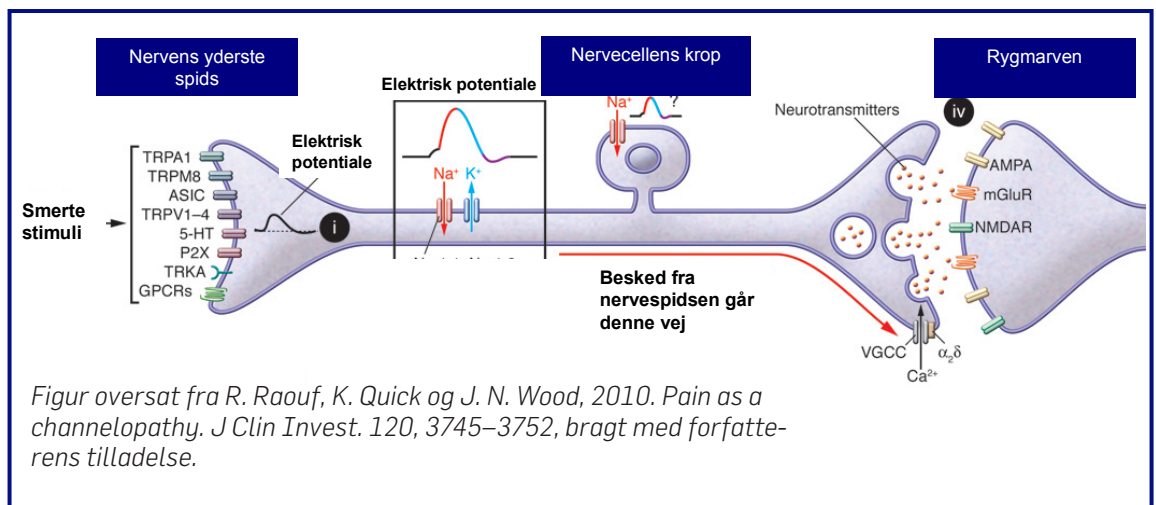 Nervens yderste
spids
Nervecellens krop
Rygmarven
Elektrisk potentiale
Na⁺
?
Neurotransmitters
iv
Elektrisk
potentiale
TRPA1
TRPM8
ASIC
TRPV1–4
5-HT
P2X
TRKA
GPCRs
Smerte
stimuli
i
Na⁺ K⁺
AMPA
mGluR
NMDAR
Besked fra
nervespidsen går
denne vej
VGCC
α₂δ
Ca²⁺
Figur oversat fra R. Raouf, K. Quick og J. N. Wood, 2010. Pain as a
channelopathy. J Clin Invest. 120, 3745–3752, bragt med forfatte-
rens tilladelse.